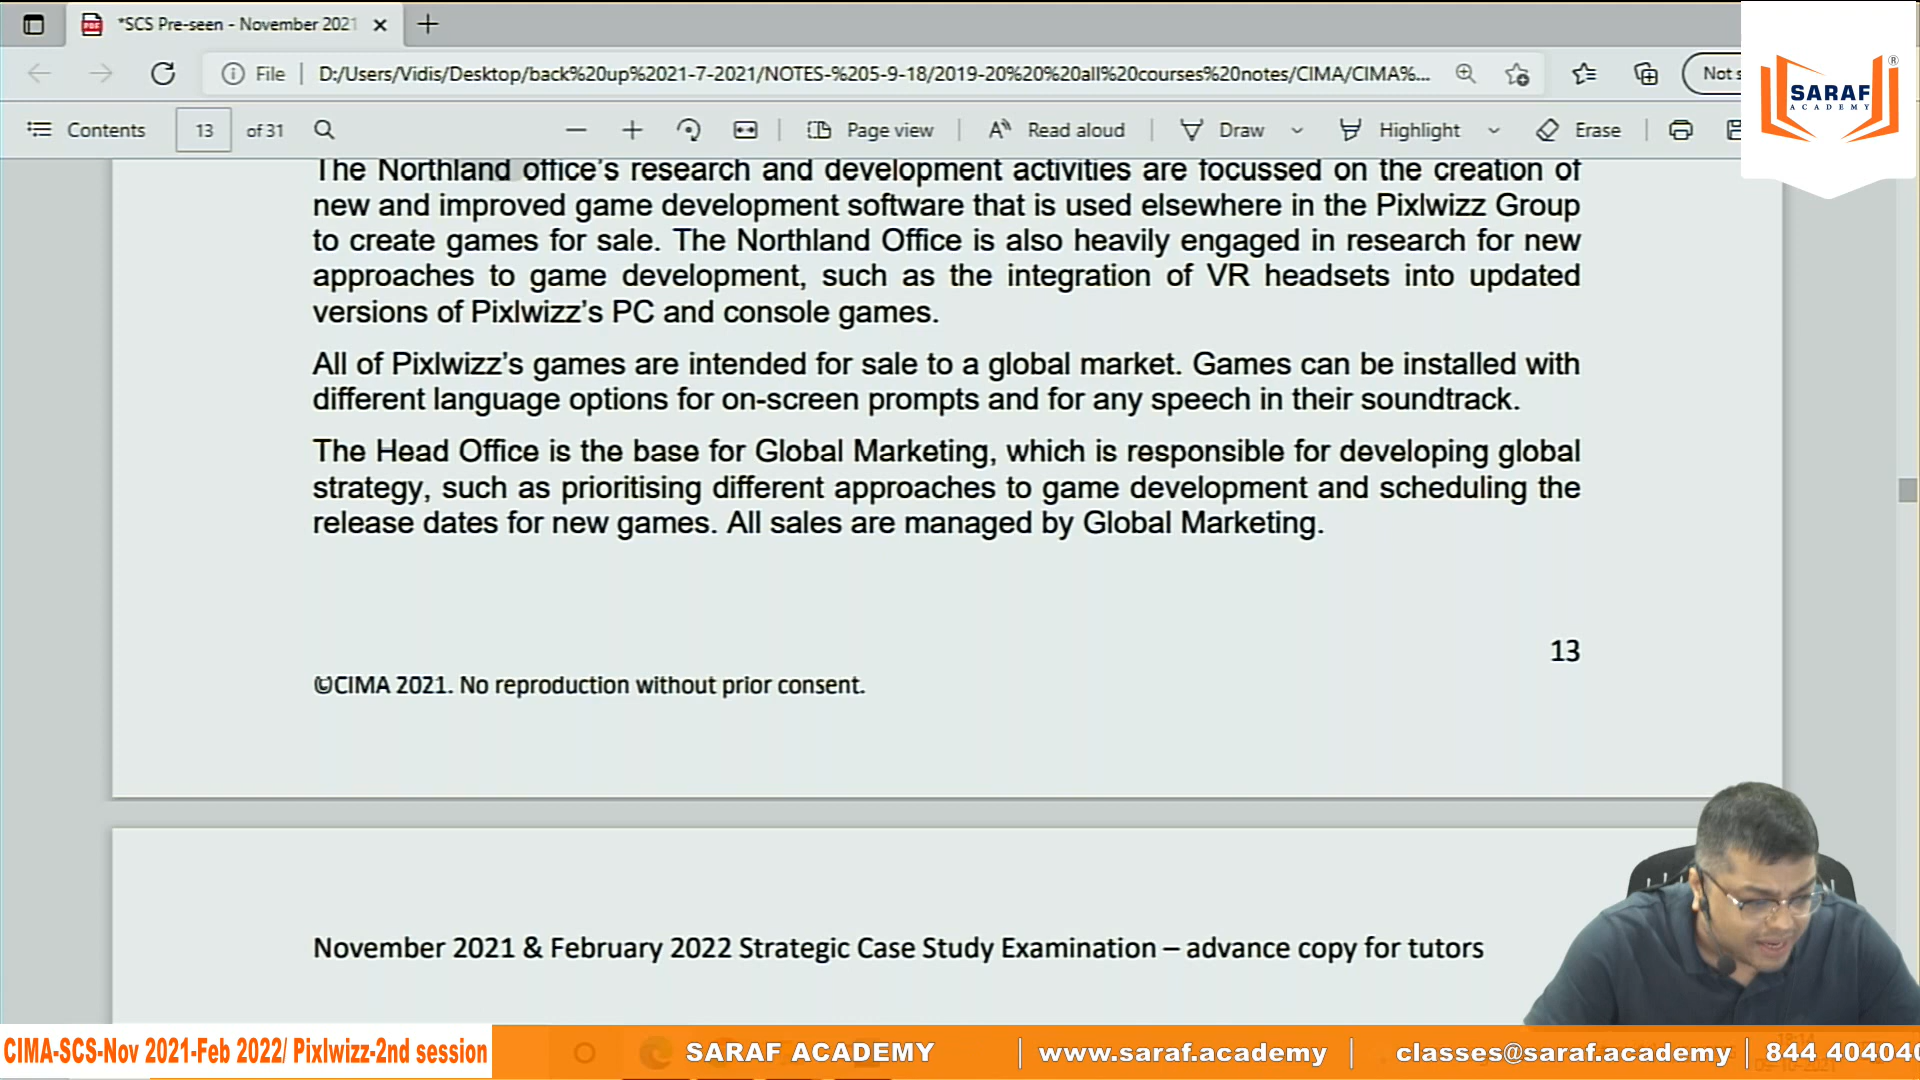 *SCS Pre-seen - November 2021
File
D:/Users/Vidis/Desktop/back%20up%2021-7-2021/NOTES-%205-9-18/2019-20%20%20all%20courses%20notes/CIMA/CIMA%...
Not s
SARAF
ACADEMY
®
Contents
13
of 31
Page view
Read aloud
Draw
Highlight
Erase
The Northland office's research and development activities are focussed on the creation of
new and improved game development software that is used elsewhere in the Pixlwizz Group
to create games for sale. The Northland Office is also heavily engaged in research for new
approaches to game development, such as the integration of VR headsets into updated
versions of Pixlwizz's PC and console games.
All of Pixlwizz's games are intended for sale to a global market. Games can be installed with
different language options for on-screen prompts and for any speech in their soundtrack.
The Head Office is the base for Global Marketing, which is responsible for developing global
strategy, such as prioritising different approaches to game development and scheduling the
release dates for new games. All sales are managed by Global Marketing.
13
©CIMA 2021. No reproduction without prior consent.
November 2021 & February 2022 Strategic Case Study Examination – advance copy for tutors
CIMA-SCS-Nov 2021-Feb 2022/ Pixlwizz-2nd session
SARAF ACADEMY | www.saraf.academy | classes@saraf.academy | 844 404040